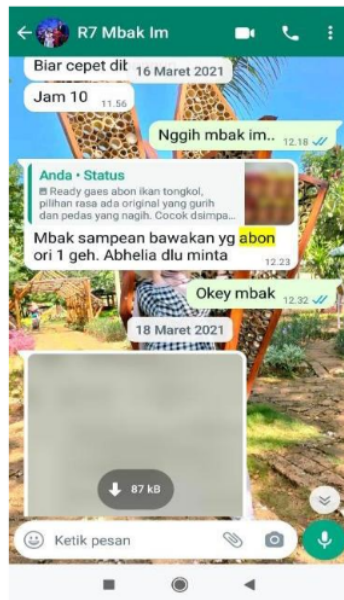 R7 Mbak Im
Biar cepet dik
16 Maret 2021
Jam 10 11.56
Nggih mbak im.. 12.18
Anda • Status
Ready gaes abon ikan tongkol,
pilihan rasa ada original yang gurih
dan pedas yang nagih. Cocok dsimpa...
Mbak sampean bawakan yg abon
ori 1 geh. Abhelia dlu minta
12.23
Okey mbak 12.32
18 Maret 2021
87 kB
Ketik pesan